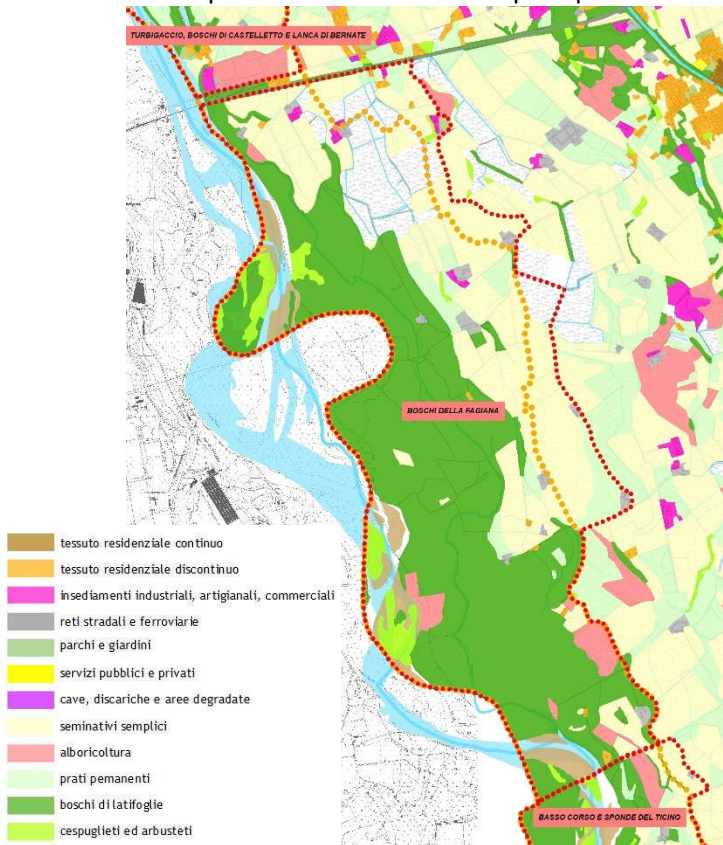 TURBIGACCIO, BOSCHI DI CASTELLETTO E LANCA DI BERNATE
BOSCHI DELLA FAGIANA
tessuto residenziale continuo
tessuto residenziale discontinuo
insediamenti industriali, artigianali, commerciali
reti stradali e ferroviarie
parchi e giardini
servizi pubblici e privati
cave, discariche e aree degradate
seminativi semplici
alboricoltura
prati pemanenti
boschi di latifoglie
cespuglieti ed arbusteti
BASSO CORSO E SPONDE DEL TICINO